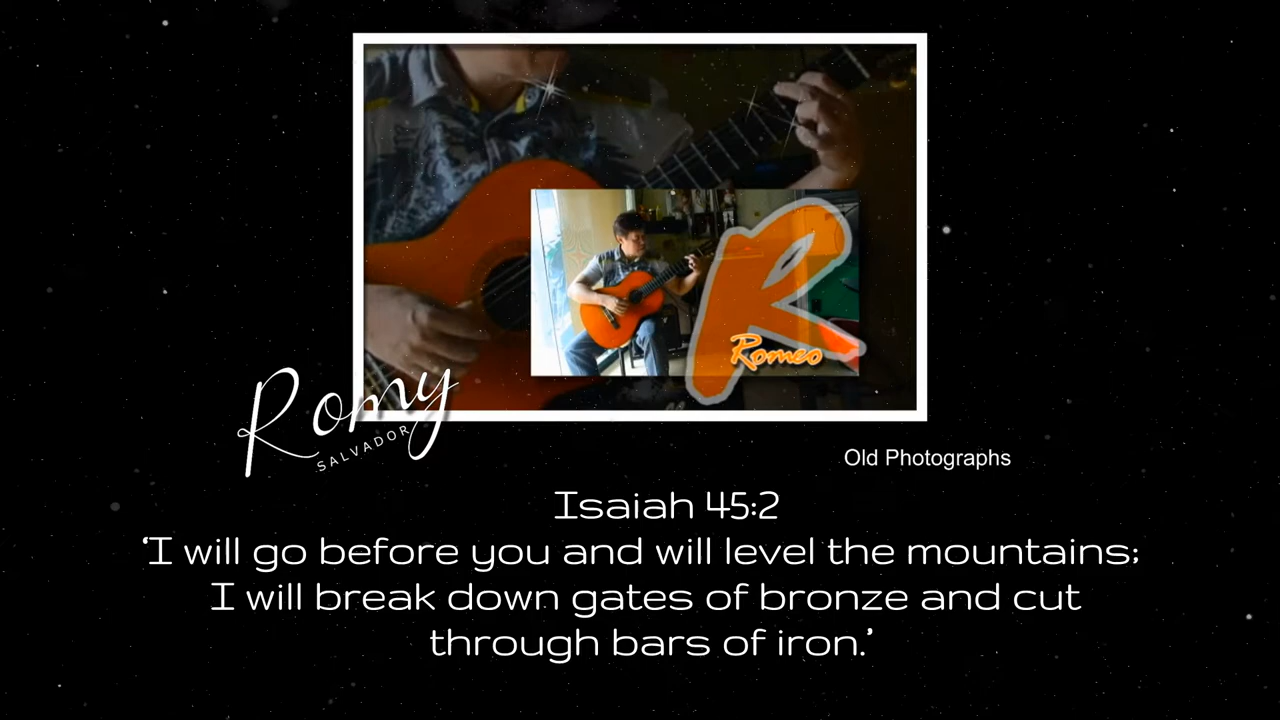 R
Romeo
Romy
SALVADOR
Old Photographs
Isaiah 45:2
‘I will go before you and will level the mountains;
I will break down gates of bronze and cut
through bars of iron.’